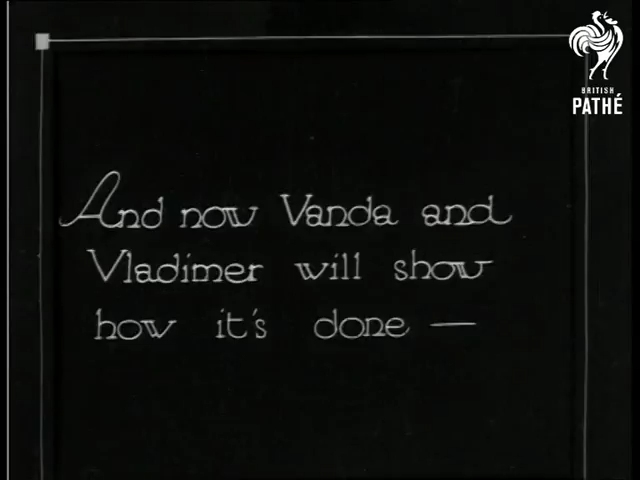 BRITISH
PATHÉ
And now Vanda and
Vladimer will show
how it's done —